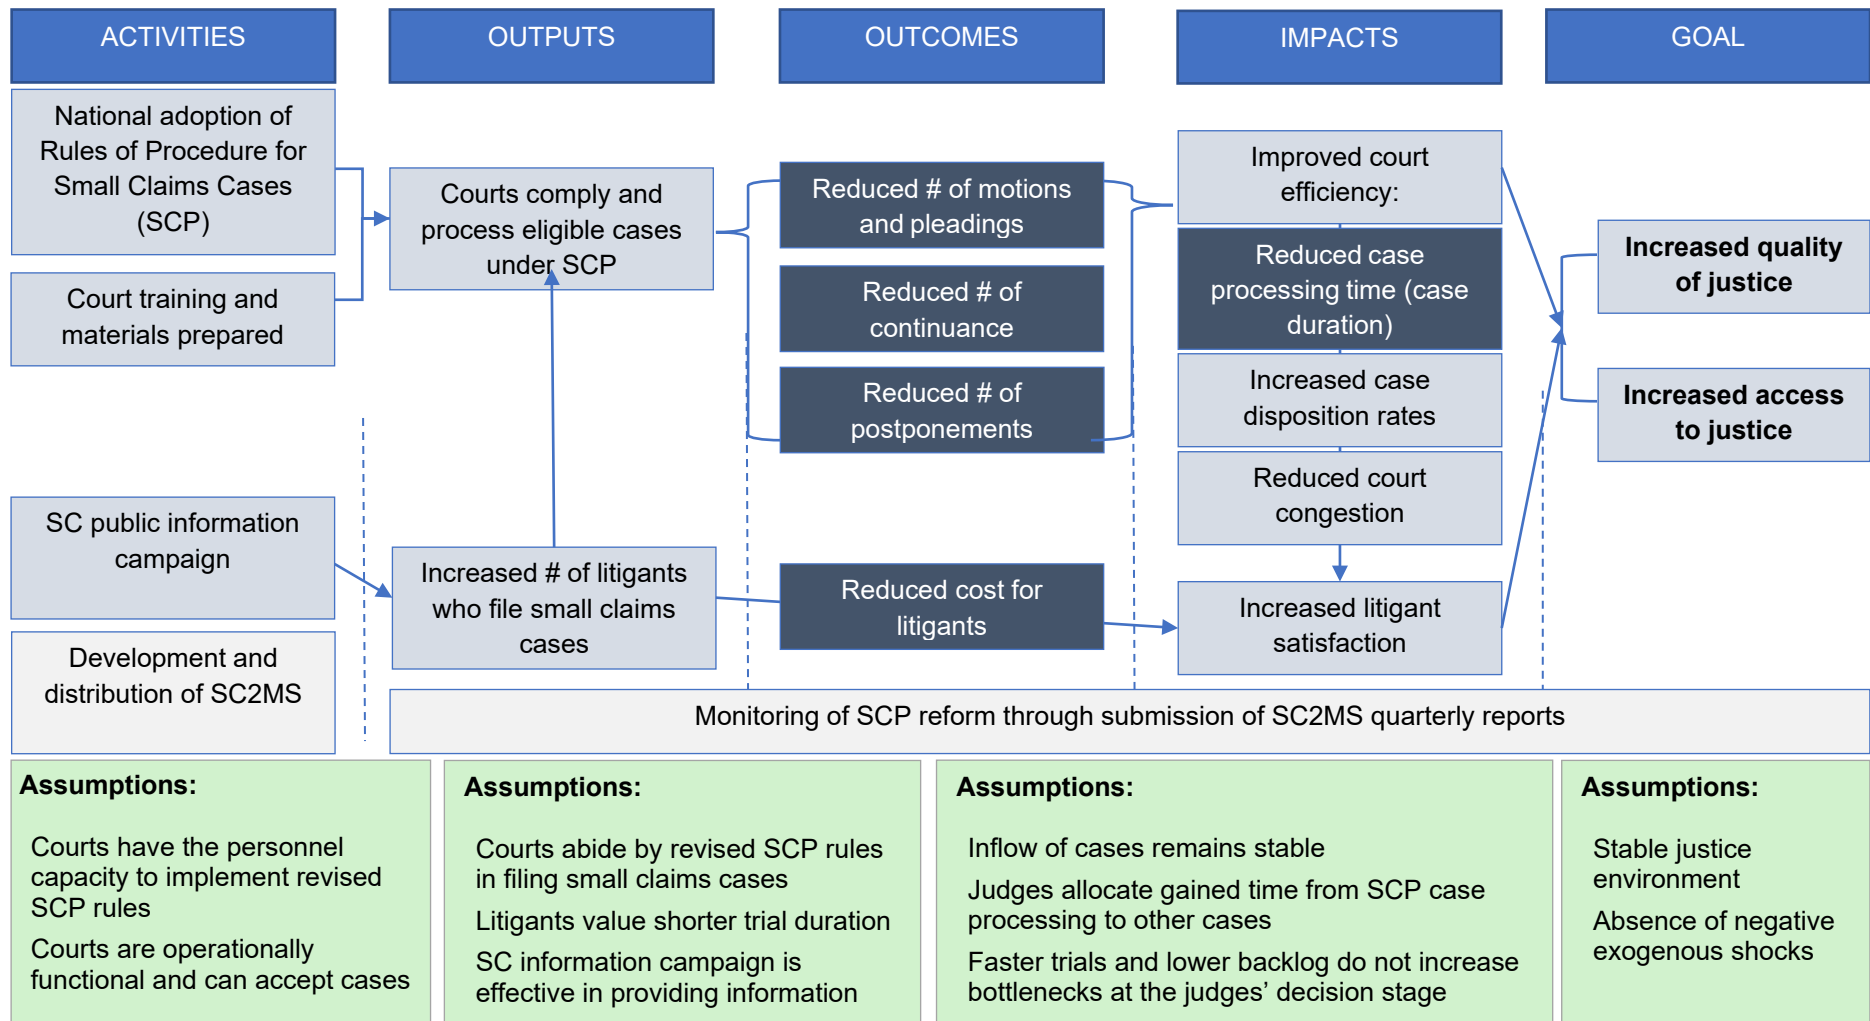 ACTIVITIES
OUTPUTS
OUTCOMES
IMPACTS
GOAL
National adoption of
Rules of Procedure for
Small Claims Cases
(SCP)
Court training and
materials prepared
SC public information
campaign
Development and
distribution of SC2MS
Courts comply and
process eligible cases
under SCP
Increased # of litigants
who file small claims
cases
Reduced # of motions
and pleadings
Reduced # of
continuance
Reduced # of
postponements
Reduced cost for
litigants
Improved court
efficiency:
Reduced case
processing time (case
duration)
Increased case
disposition rates
Reduced court
congestion
Increased litigant
satisfaction
Increased quality
of justice
Increased access
to justice
Monitoring of SCP reform through submission of SC2MS quarterly reports
Assumptions:
Courts have the personnel
capacity to implement revised
SCP rules
Courts are operationally
functional and can accept cases
Assumptions:
Courts abide by revised SCP rules
in filing small claims cases
Litigants value shorter trial duration
SC information campaign is
effective in providing information
Assumptions:
Inflow of cases remains stable
Judges allocate gained time from SCP case
processing to other cases
Faster trials and lower backlog do not increase
bottlenecks at the judges' decision stage
Assumptions:
Stable justice
environment
Absence of negative
exogenous shocks